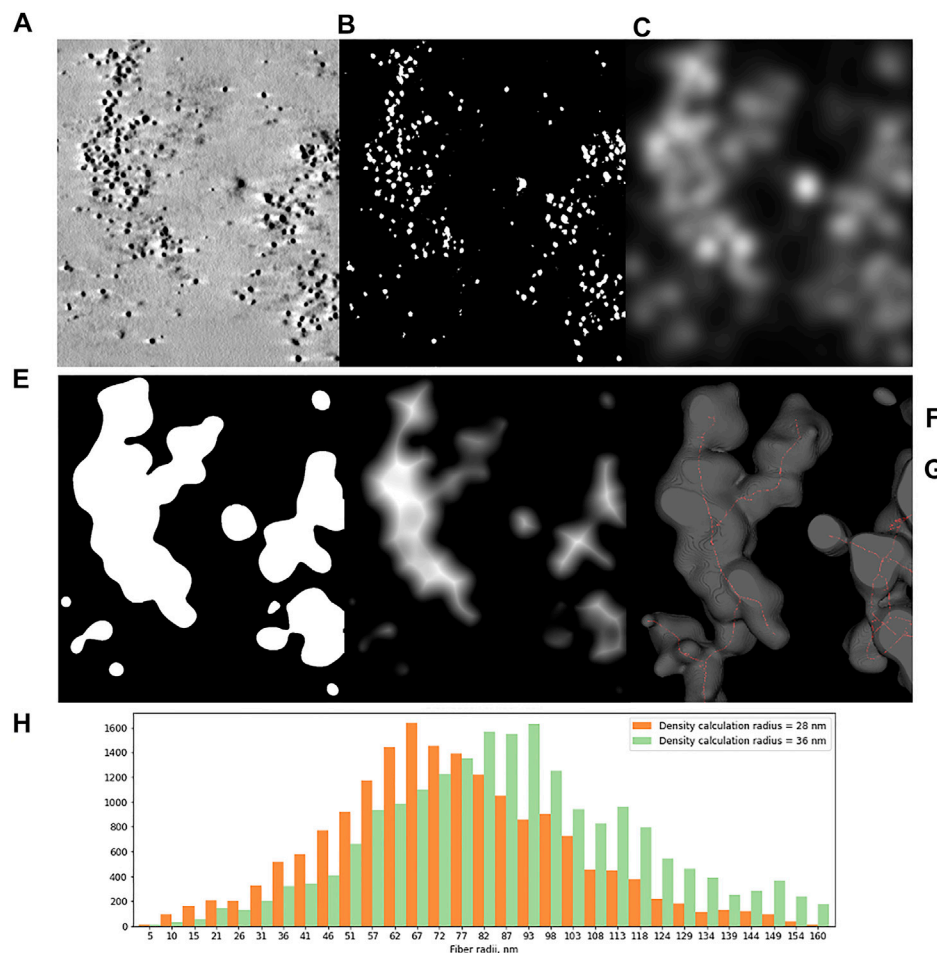 A
B
C
E
F
G
H
1600
1400
1200
1000
800
600
400
200
0
Density calculation radius = 28 nm
Density calculation radius = 36 nm
5 10 15 21 26 31 36 41 46 51 57 62 67 72 77 82 87 93 98 103 108 113 118 124 129 134 139 144 149 154 160
Fiber radii, nm